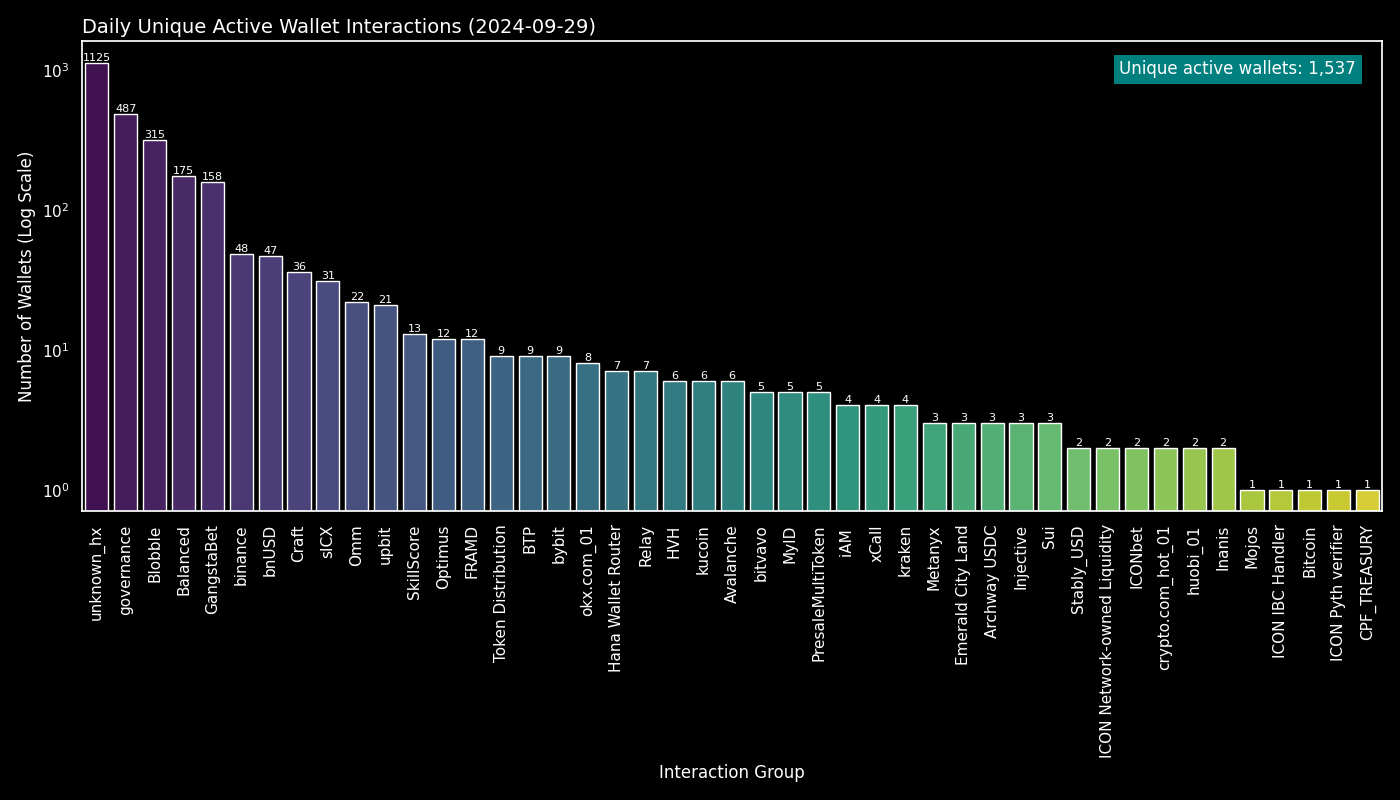 Daily Unique Active Wallet Interactions (2024-09-29)
Unique active wallets: 1,537
Number of Wallets (Log Scale)
10³
10²
10¹
10⁰
1125
487
315
175
158
48
47
36
31
22
21
13
12
12
9
9
9
8
7
7
6
6
6
5
5
5
4
4
4
3
3
3
3
3
2
2
2
2
2
2
1
1
1
1
1
unknown_hx
governance
Blobble
Balanced
GangstaBet
binance
bnUSD
Craft
sICX
Omm
upbit
SkillScore
Optimus
FRAMD
Token Distribution
BTP
bybit
okx.com_01
Hana Wallet Router
Relay
HVH
kucoin
Avalanche
bitvavo
MyID
PresaleMultiToken
iAM
xCall
kraken
Metanyx
Emerald City Land
Archway USDC
Injective
Sui
Stably_USD
ICON Network-owned Liquidity
ICONbet
crypto.com_hot_01
huobi_01
Inanis
Mojos
ICON IBC Handler
Bitcoin
ICON Pyth verifier
CPF_TREASURY
Interaction Group